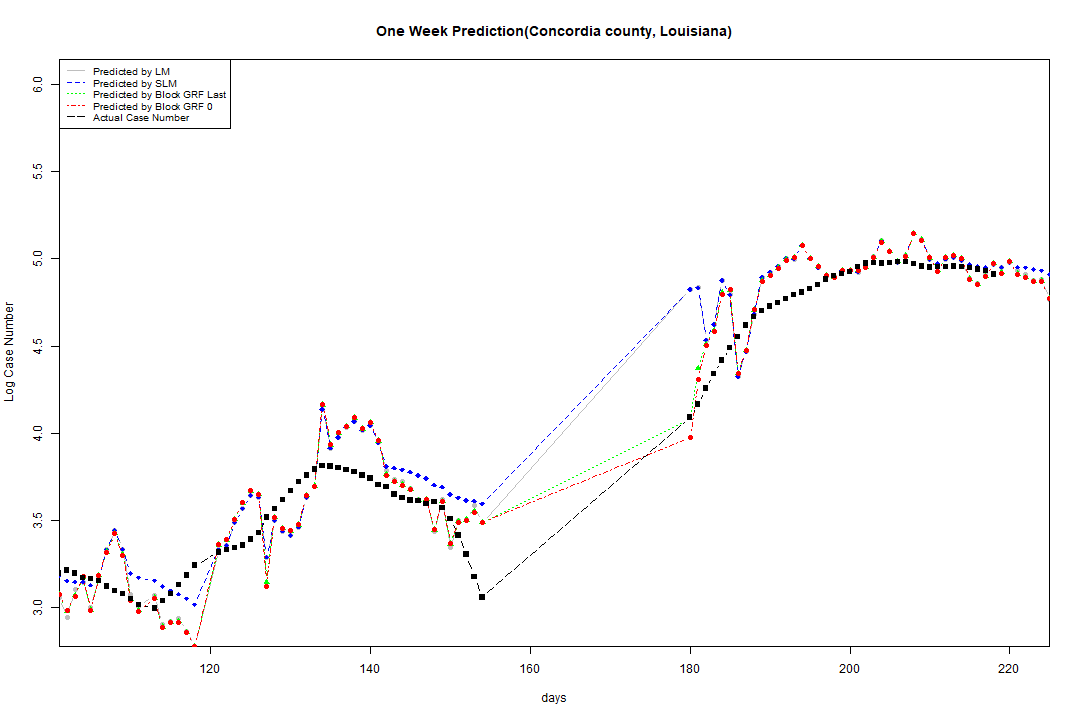 One Week Prediction(Concordia county, Louisiana)
Predicted by LM
Predicted by SLM
Predicted by Block GRF Last
Predicted by Block GRF 0
Actual Case Number
6.0
5.5
5.0
4.5
4.0
3.5
3.0
Log Case Number
120
140
160
180
200
220
days